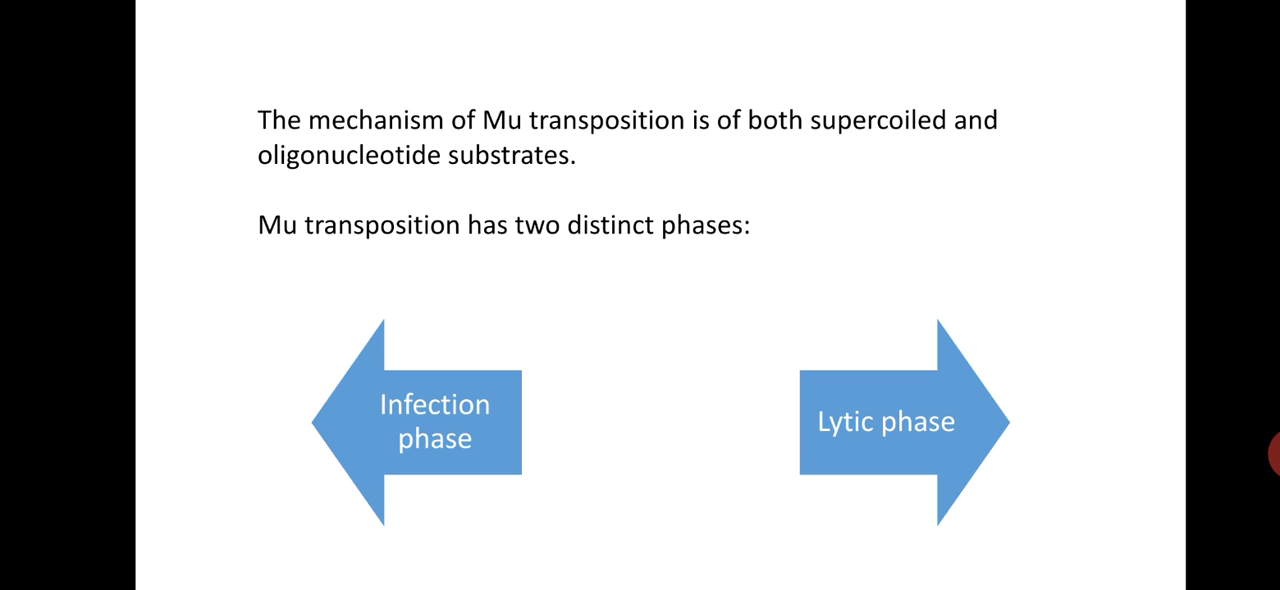 The mechanism of Mu transposition is of both supercoiled and
oligonucleotide substrates.
Mu transposition has two distinct phases:
Infection
phase
Lytic phase